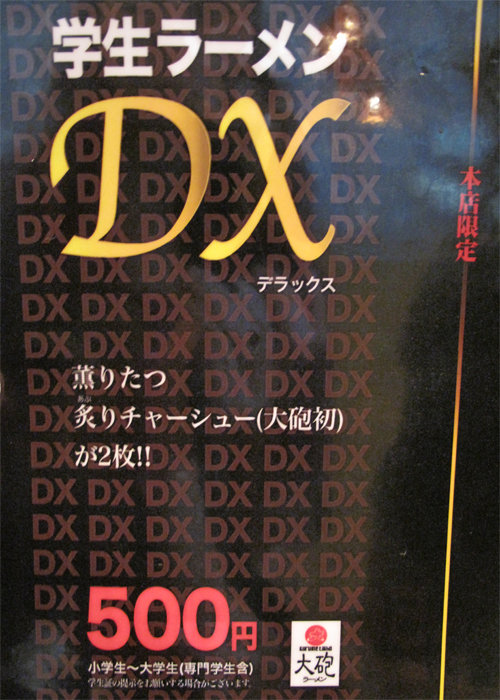 学生ラーメン
DX
デラックス
本店限定
薫りたつ
あぶ
炙りチャーシュー(大砲初)
が2枚!!
500円
小学生〜大学生(専門学生含)
学生証の提示をお願いする場合がございます。
大砲
ラーメン